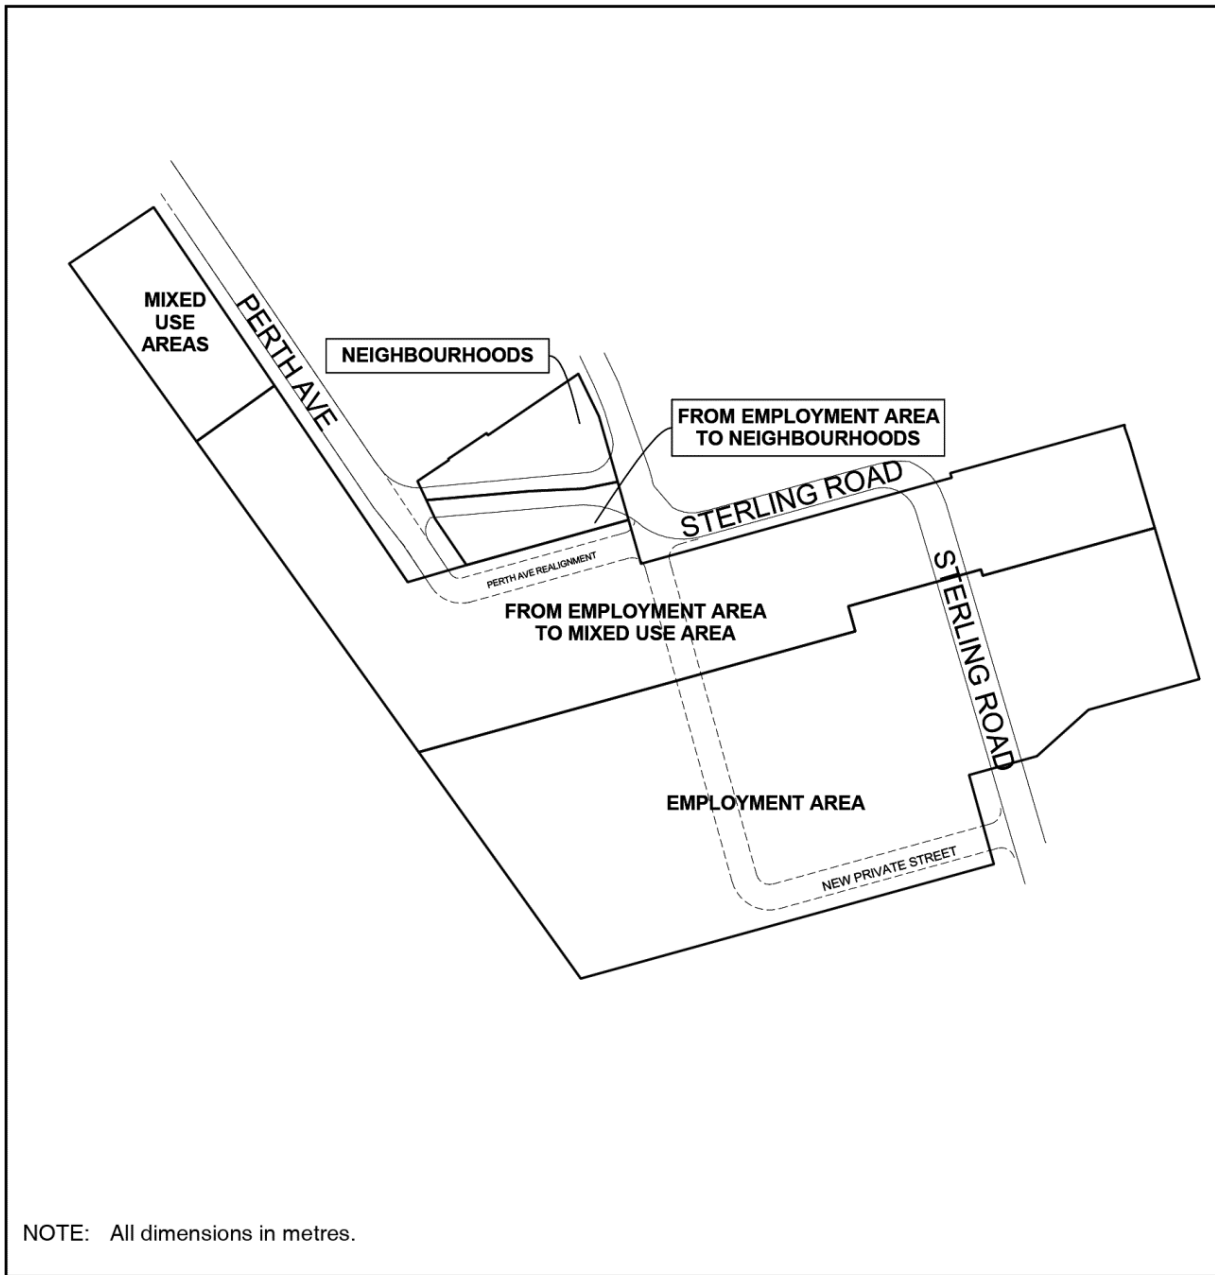 MIXED
USE
AREAS
PERTH AVE
NEIGHBOURHOODS
FROM EMPLOYMENT AREA
TO NEIGHBOURHOODS
STERLING ROAD
STERLING ROAD
PERTH AVE REALIGNMENT
FROM EMPLOYMENT AREA
TO MIXED USE AREA
EMPLOYMENT AREA
NEW PRIVATE STREET
NOTE: All dimensions in metres.